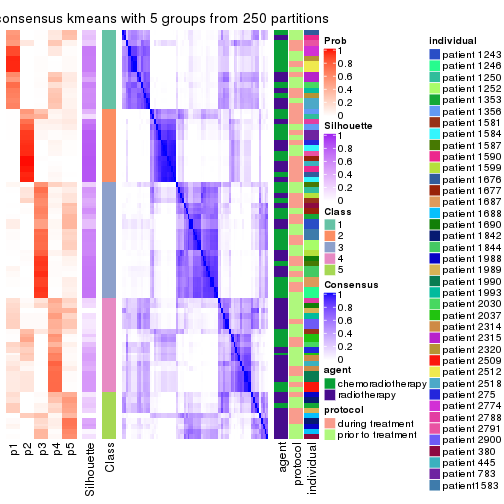 consensus kmeans with 5 groups from 250 partitions
Prob
1
0.8
0.6
0.4
0.2
0
Silhouette
1
0.8
0.6
0.4
0.2
0
Class
1
2
3
4
5
Consensus
1
0.8
0.6
0.4
0.2
0
agent
chemoradiotherapy
radiotherapy
protocol
during treatment
prior to treatment
individual
patient 1243
patient 1246
patient 1250
patient 1252
patient 1353
patient 1356
patient 1581
patient 1584
patient 1587
patient 1590
patient 1599
patient 1676
patient 1677
patient 1687
patient 1688
patient 1690
patient 1842
patient 1844
patient 1988
patient 1989
patient 1990
patient 1993
patient 2030
patient 2037
patient 2314
patient 2315
patient 2320
patient 2509
patient 2512
patient 2518
patient 275
patient 2774
patient 2788
patient 2791
patient 2900
patient 380
patient 445
patient 783
patient1583
p1
p2
p3
p4
p5
Silhouette
Class
agent
protocol
individual